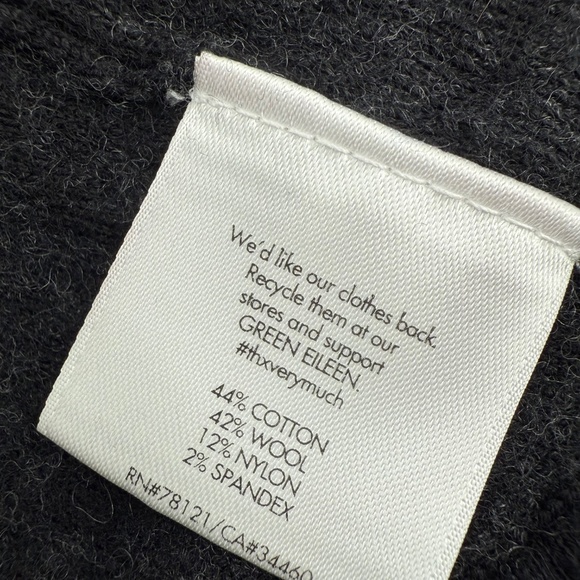 We'd like our clothes back.
Recycle them at our
stores and support
GREEN EILEEN.
#thxverymuch
44% COTTON
42% WOOL
12% NYLON
2% SPANDEX
RN#78121/CA#34460